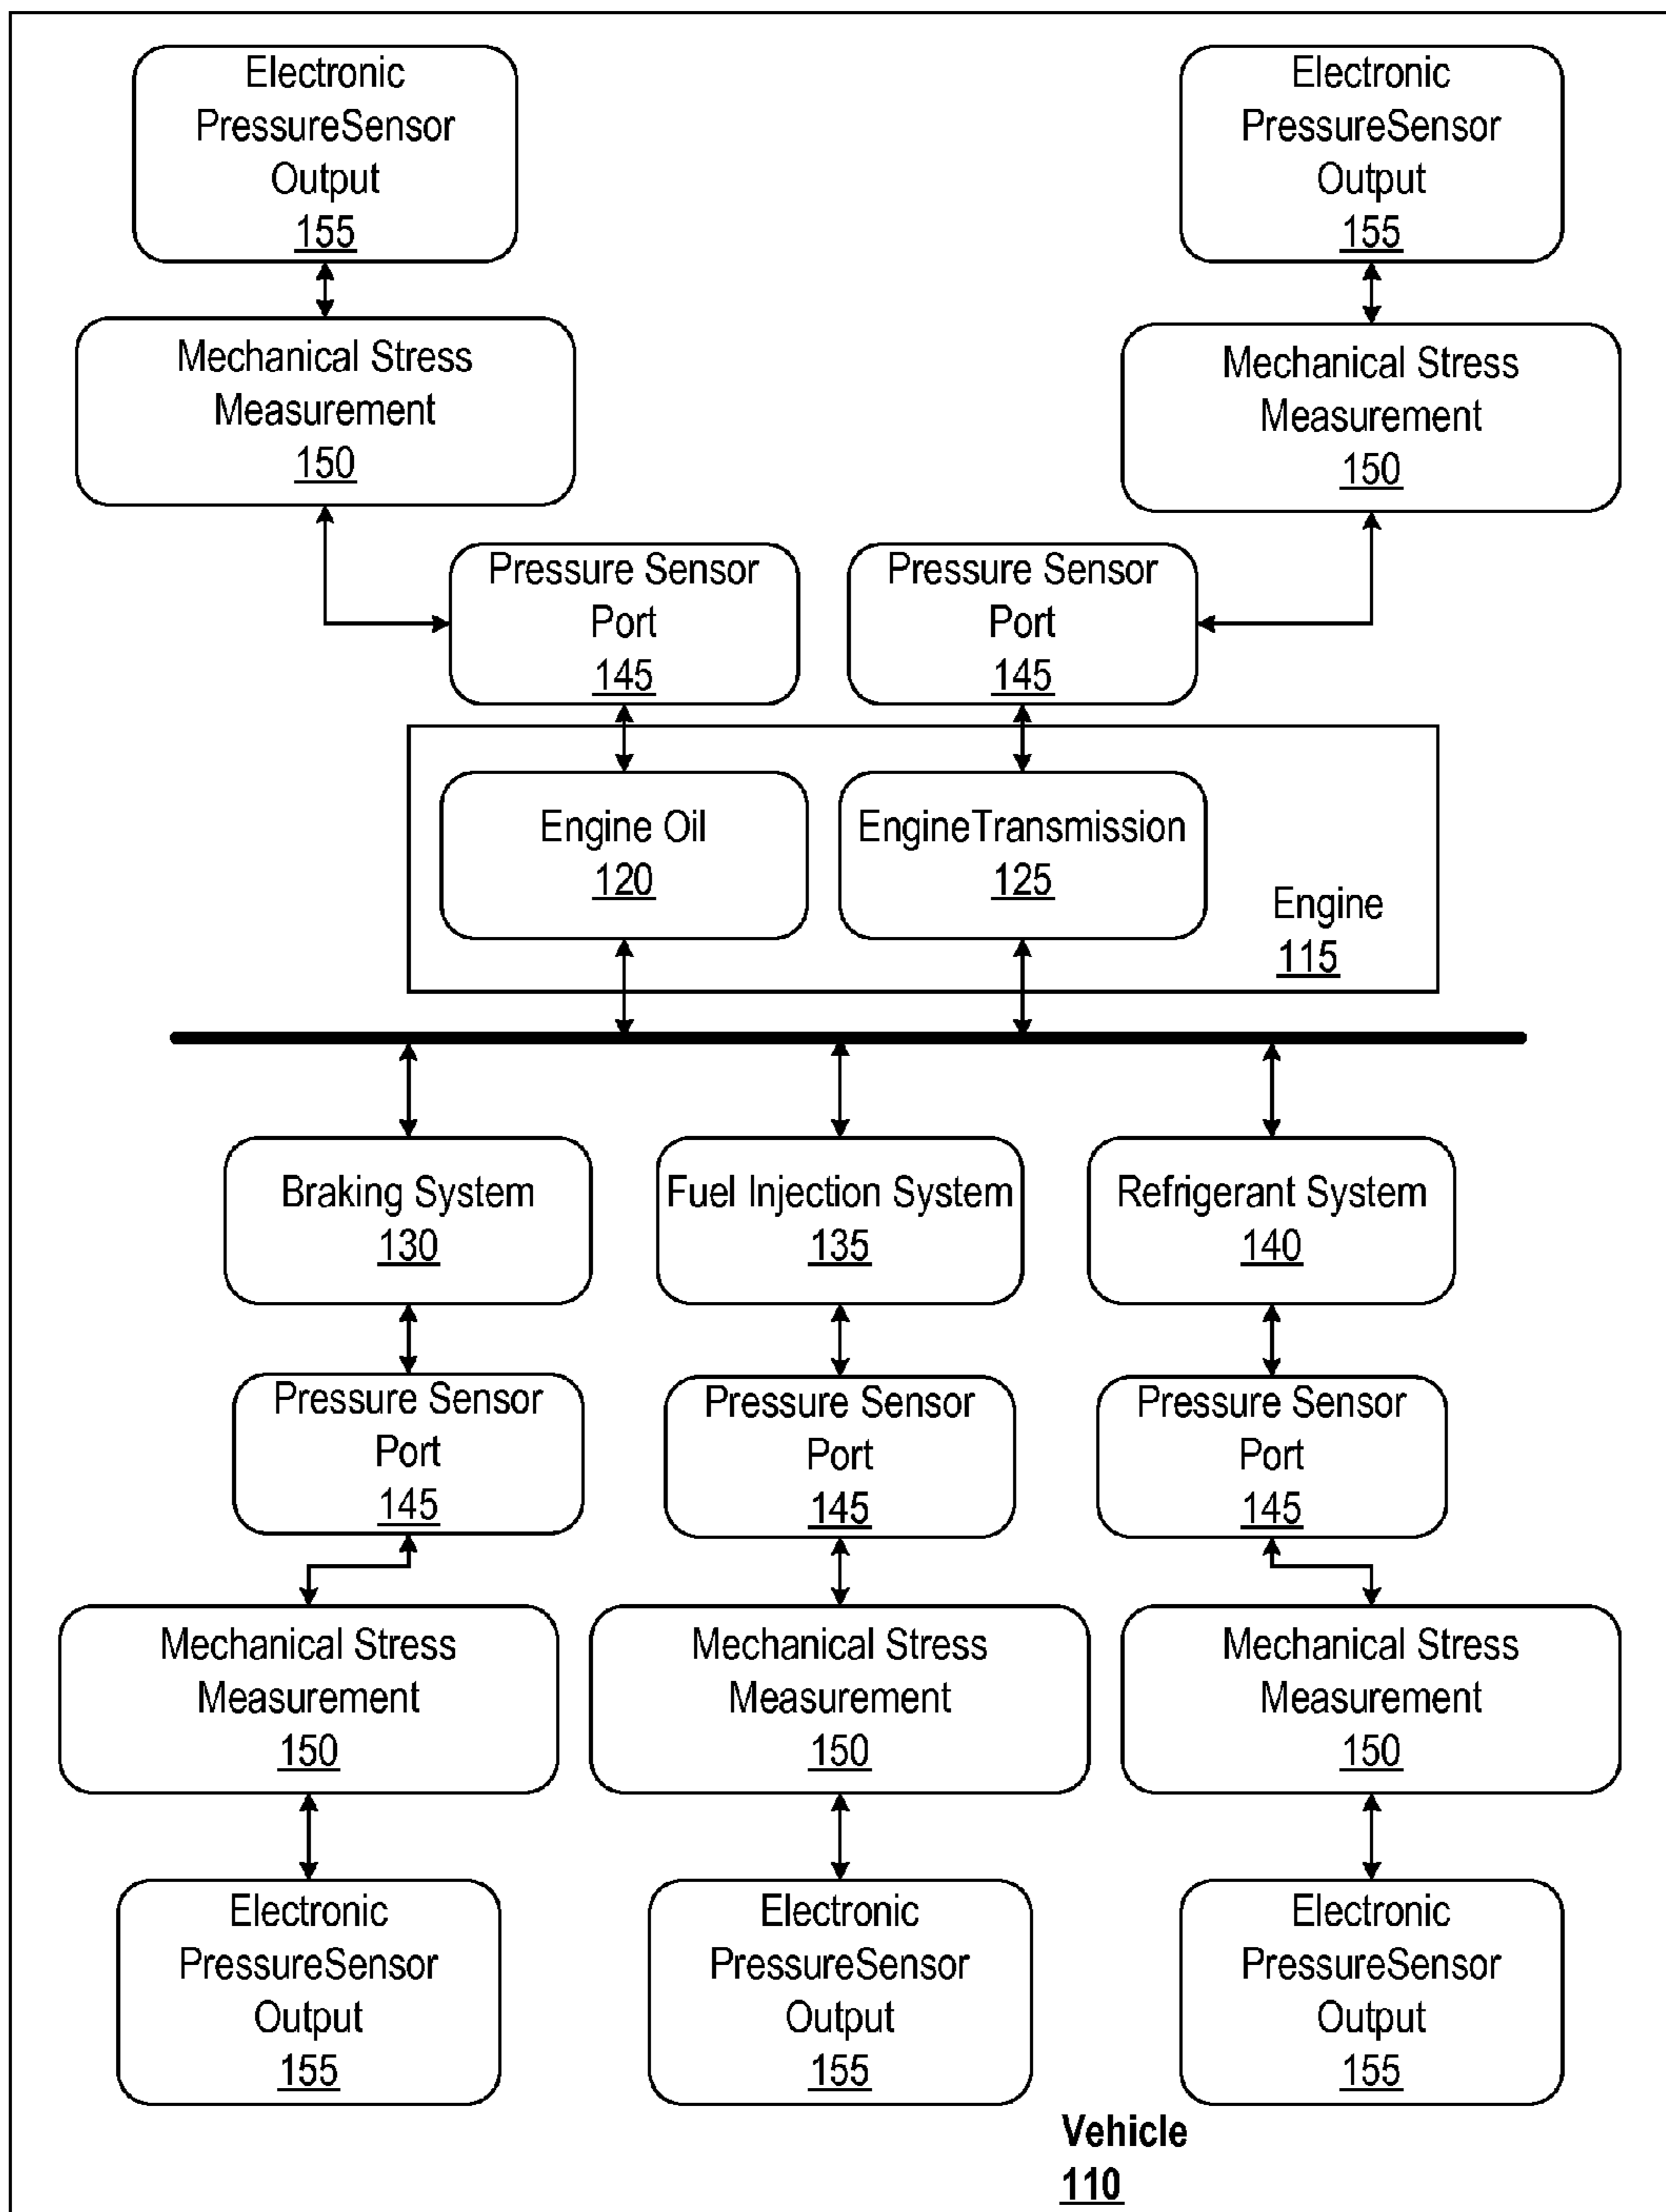 Electronic
PressureSensor
Output
155
Electronic
PressureSensor
Output
155
Mechanical Stress
Measurement
150
Mechanical Stress
Measurement
150
Pressure Sensor
Port
145
Pressure Sensor
Port
145
Engine Oil
120
EngineTransmission
125
Engine
115
Braking System
130
Fuel Injection System
135
Refrigerant System
140
Pressure Sensor
Port
145
Pressure Sensor
Port
145
Pressure Sensor
Port
145
Mechanical Stress
Measurement
150
Mechanical Stress
Measurement
150
Mechanical Stress
Measurement
150
Electronic
PressureSensor
Output
155
Electronic
PressureSensor
Output
155
Electronic
PressureSensor
Output
155
Vehicle
110